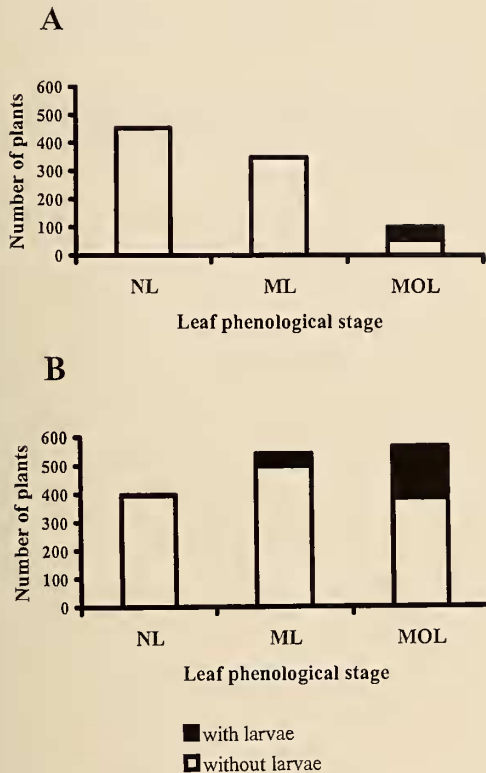 A
Number of plants
600
500
400
300
200
100
0
NL ML MOL
Leaf phenological stage
B
Number of plants
600
500
400
300
200
100
0
NL ML MOL
Leaf phenological stage
with larvae
without larvae